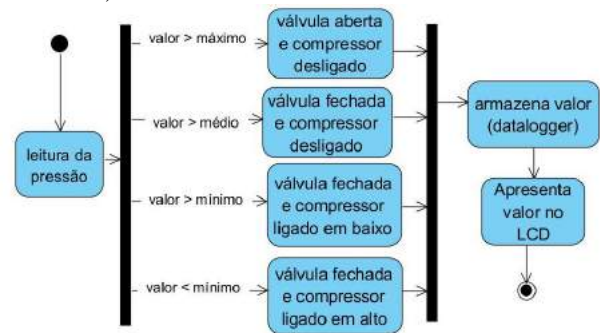 leitura da
pressão
valor > máximo
válvula aberta
e compressor
desligado
valor > médio
válvula fechada
e compressor
desligado
valor > mínimo
válvula fechada
e compressor
ligado em baixo
valor < mínimo
válvula fechada
e compressor
ligado em alto
armazena valor
(datalogger)
Apresenta
valor no
LCD